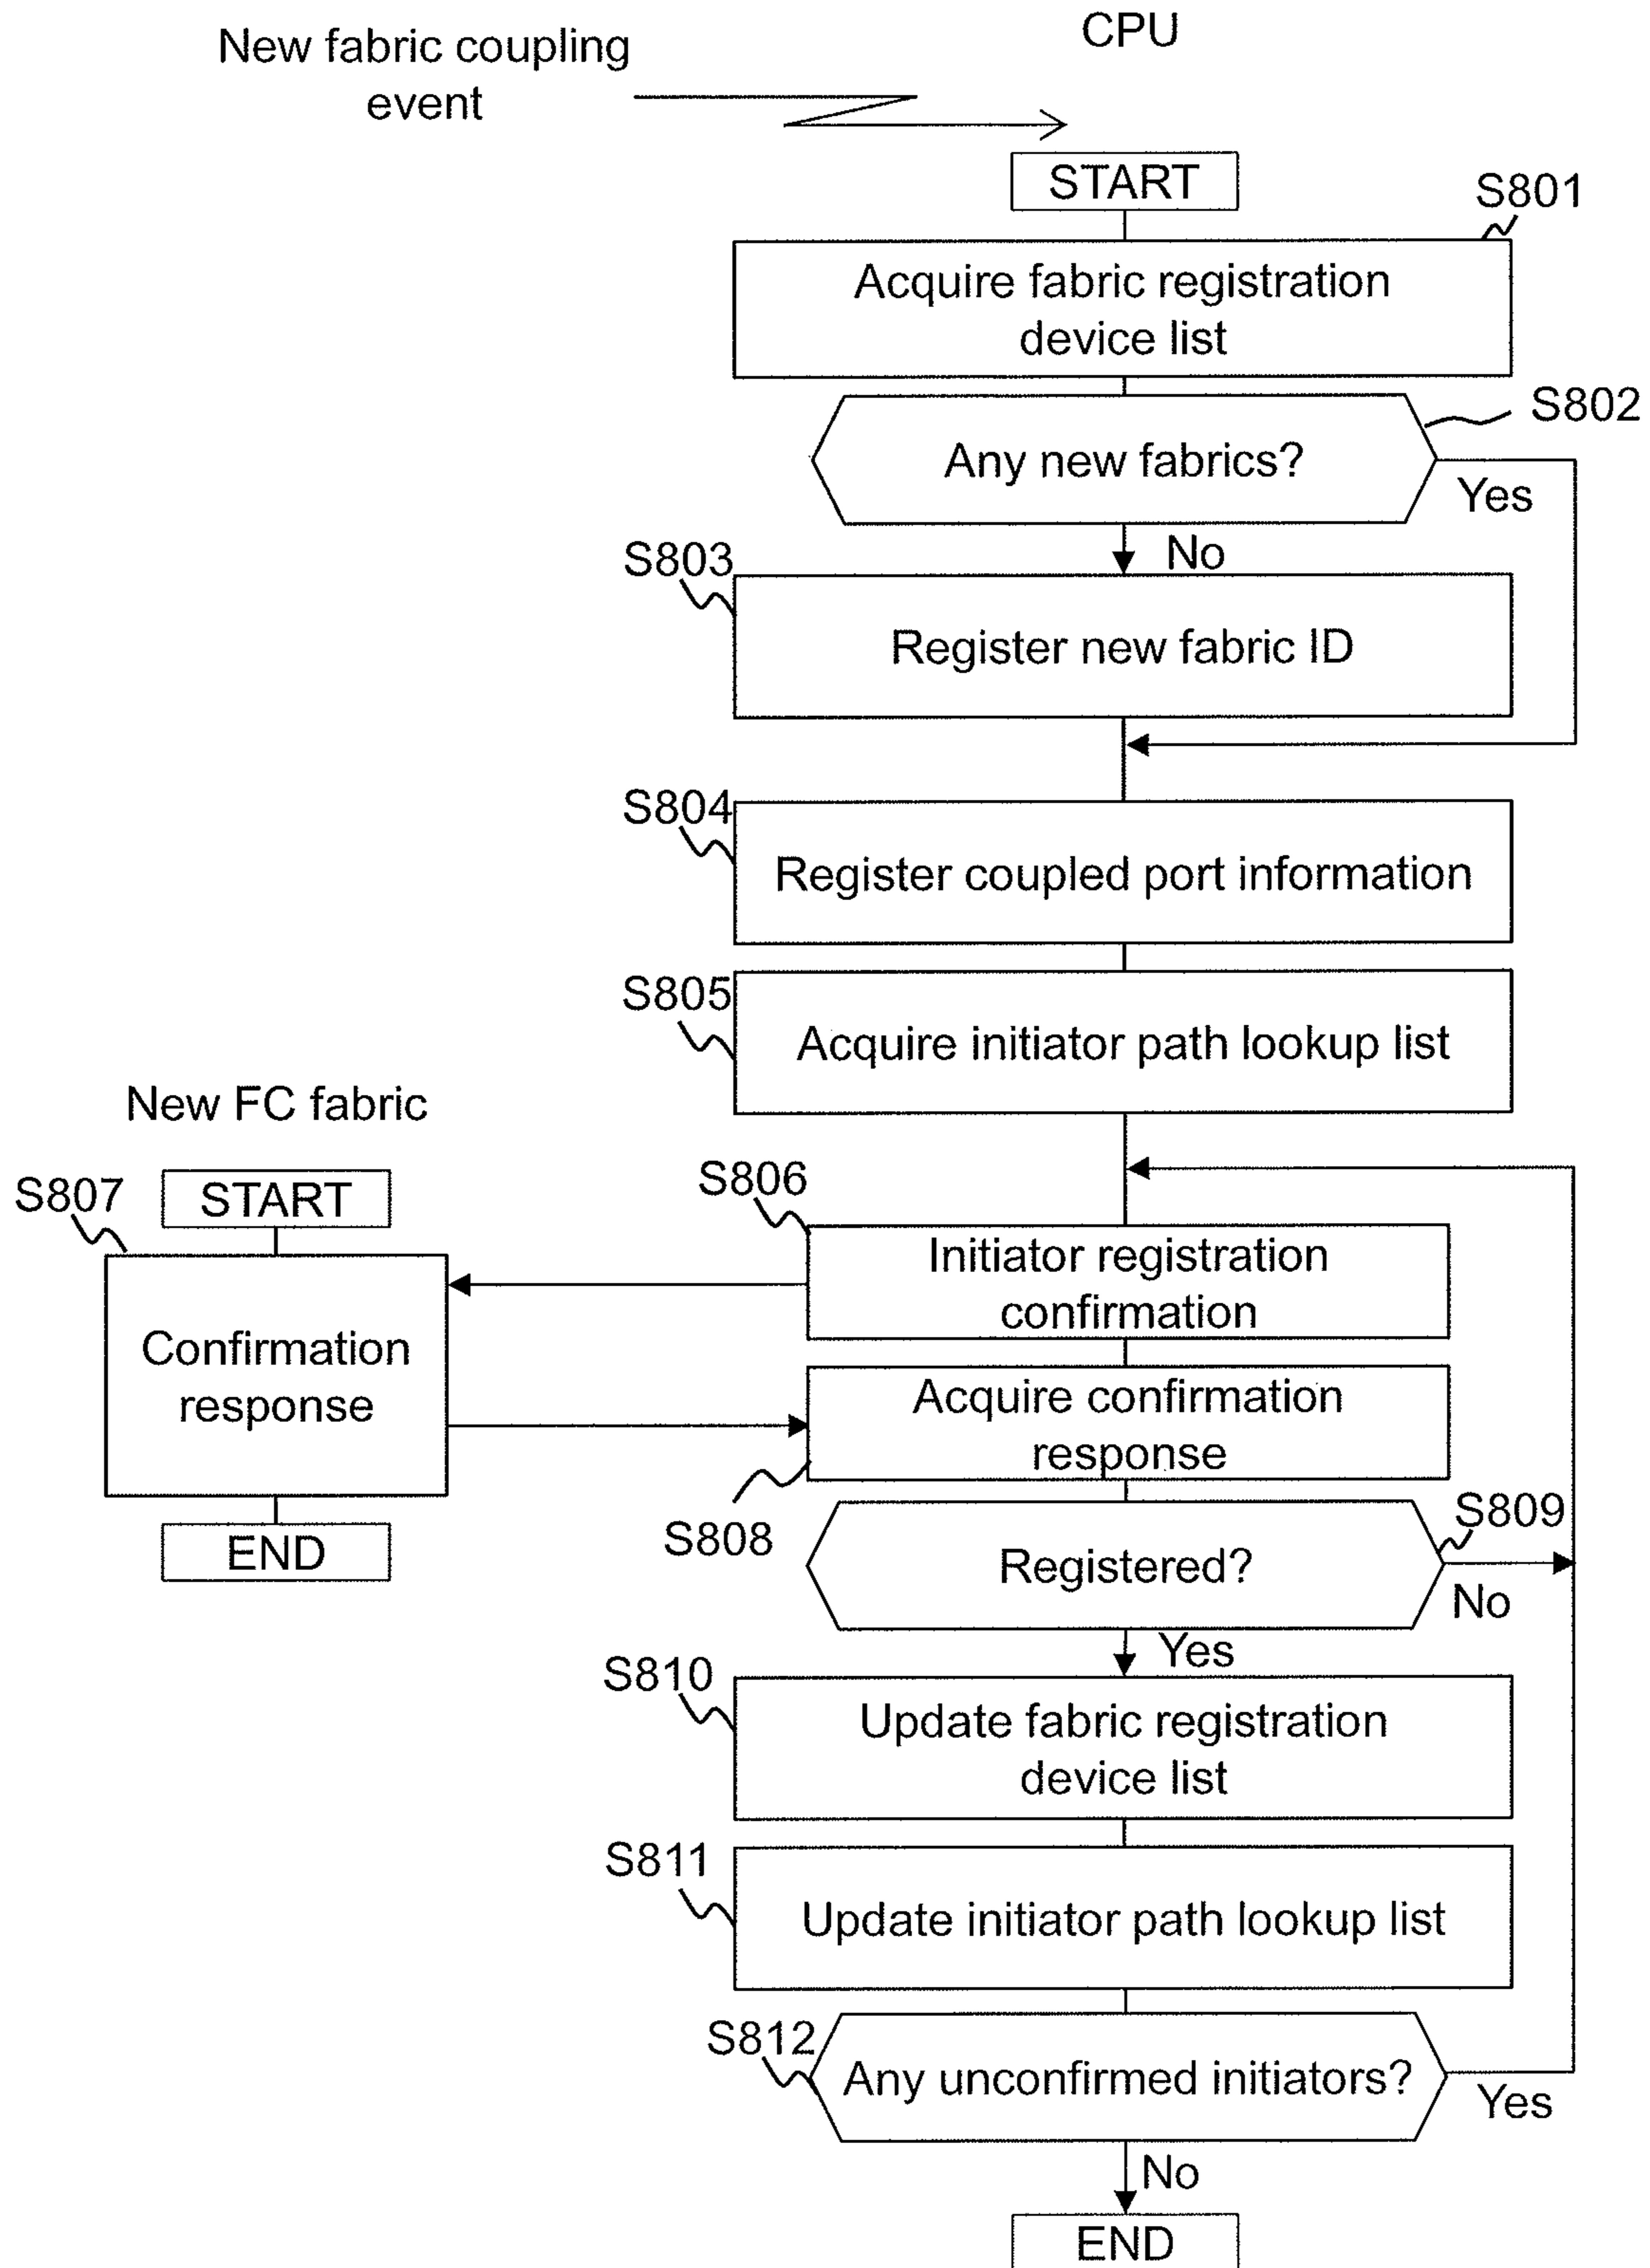 New fabric coupling
event
CPU
START
S801
Acquire fabric registration
device list
S802
Any new fabrics?
Yes
No
S803
Register new fabric ID
S804
Register coupled port information
S805
Acquire initiator path lookup list
New FC fabric
S807
START
S806
Initiator registration
confirmation
Confirmation
response
Acquire confirmation
response
S808
END
S809
Registered?
No
Yes
S810
Update fabric registration
device list
S811
Update initiator path lookup list
S812
Any unconfirmed initiators?
Yes
No
END